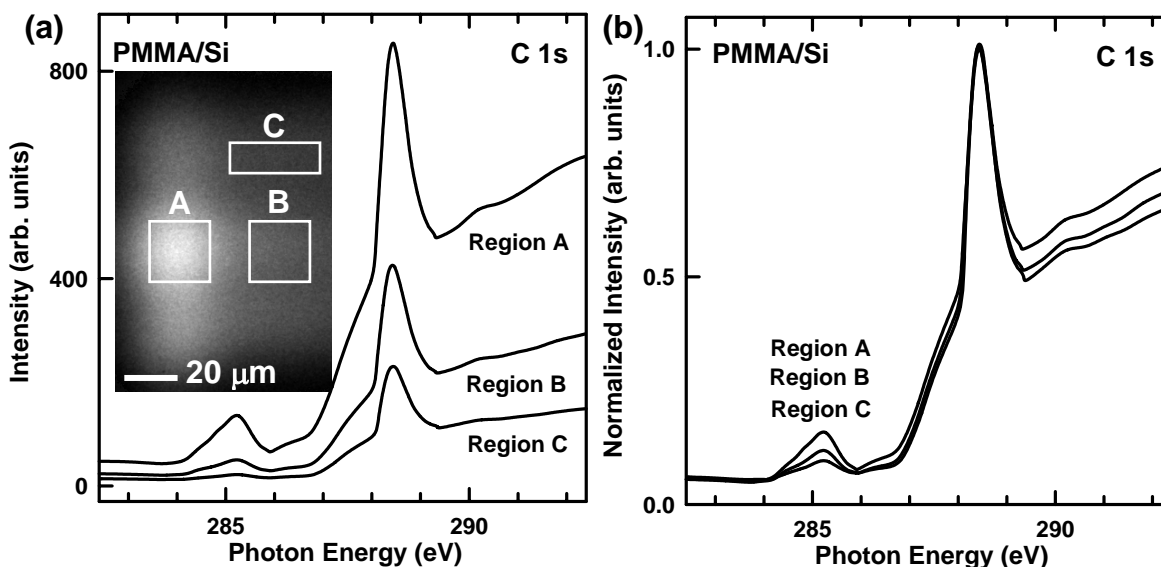 (a)
PMMA/Si
C 1s
800
400
0
Intensity (arb. units)
A
B
C
20 μm
Region A
Region B
Region C
285
290
Photon Energy (eV)
(b)
PMMA/Si
C 1s
1.0
0.5
0.0
Normalized Intensity (arb. units)
Region A
Region B
Region C
285
290
Photon Energy (eV)